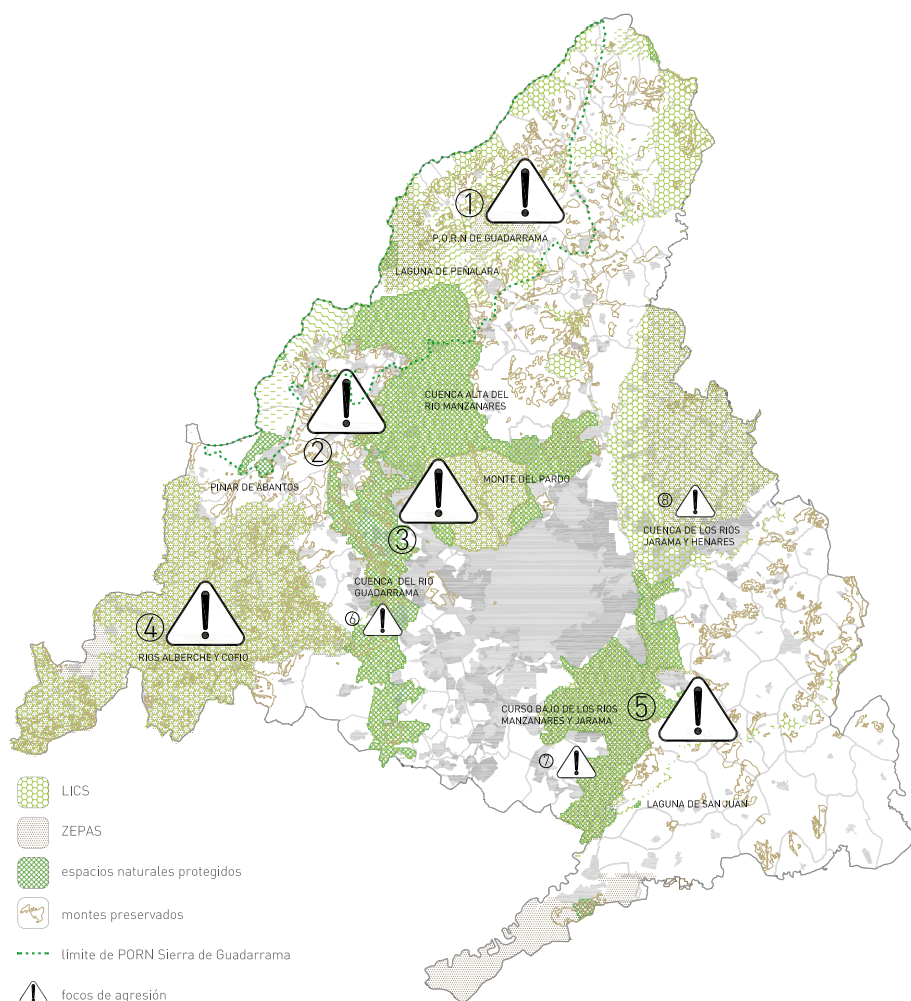 ①
P.O.R.N DE GUADARRAMA
LAGUNA DE PEÑALARA
CUENCA ALTA DEL
RIO MANZANARES
②
PINAR DE ABANTOS
MONTE DEL PARDO
③
⑧
CUENCA DE LOS RIOS
JARAMA Y HENARES
CUENCA DEL RIO
GUADARRAMA
⑥
④
RIOS ALBERCHE Y COFIO
CURSO BAJO DE LOS RIOS
MANZANARES Y JARAMA
⑤
⑦
LAGUNA DE SAN JUAN
LICS
ZEPAS
espacios naturales protegidos
montes preservados
límite de PORN Sierra de Guadarrama
focos de agresión